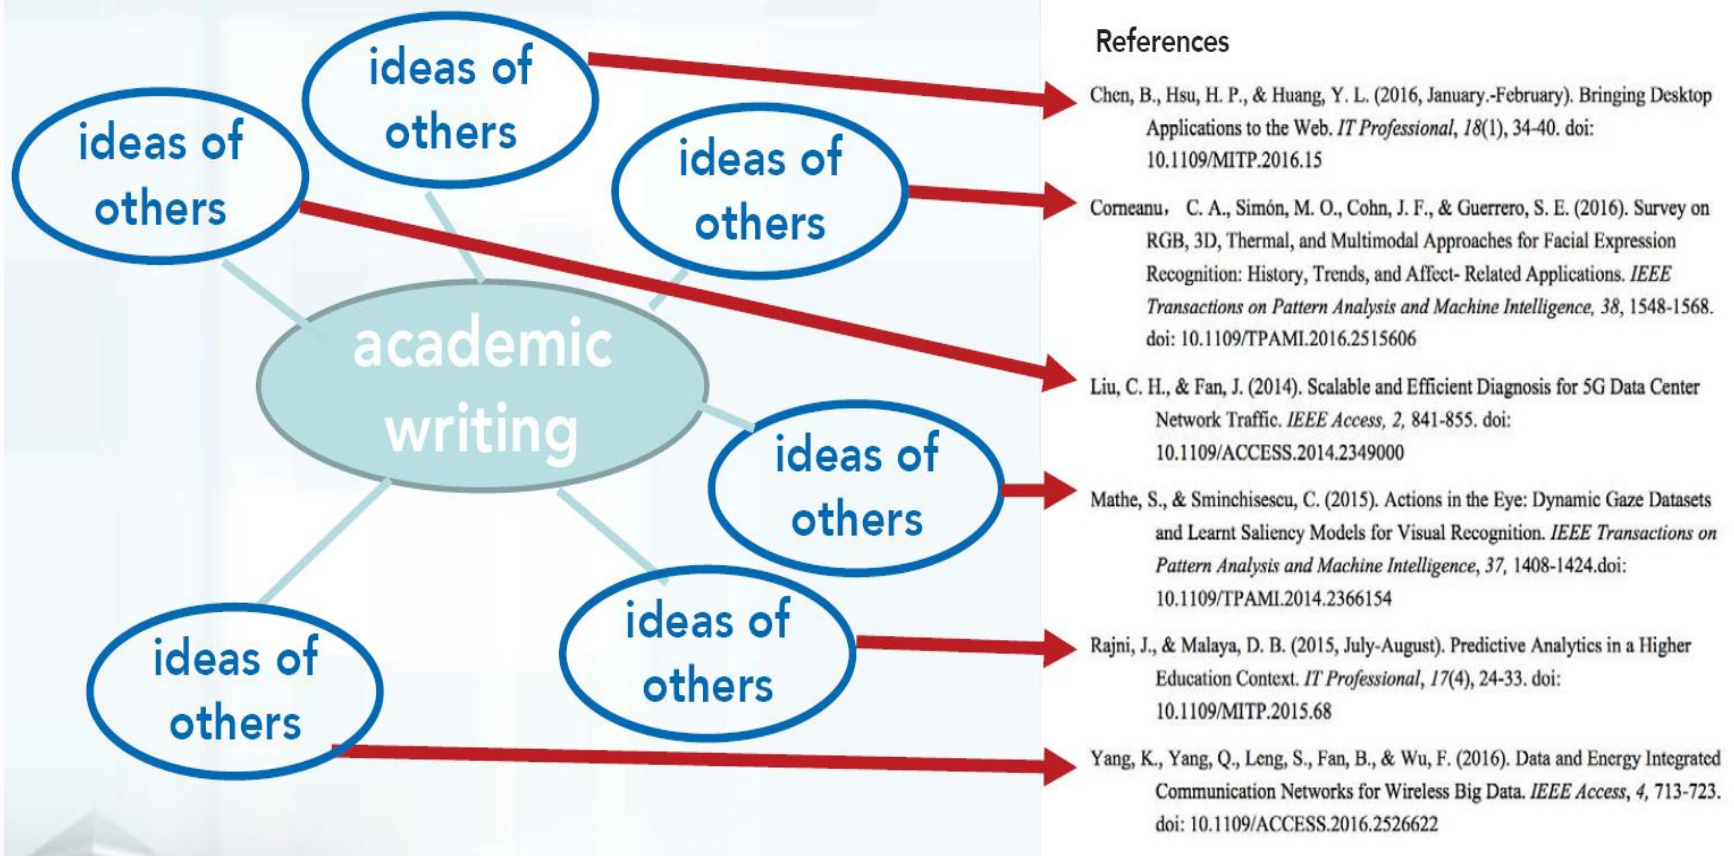 ideas of
others
ideas of
others
ideas of
others
academic
writing
ideas of
others
ideas of
others
ideas of
others
References
Chen, B., Hsu, H. P., & Huang, Y. L. (2016, January.-February). Bringing Desktop
Applications to the Web. IT Professional, 18(1), 34-40. doi:
10.1109/MITP.2016.15
Corneanu， C. A., Simón, M. O., Cohn, J. F., & Guerrero, S. E. (2016). Survey on
RGB, 3D, Thermal, and Multimodal Approaches for Facial Expression
Recognition: History, Trends, and Affect- Related Applications. IEEE
Transactions on Pattern Analysis and Machine Intelligence, 38, 1548-1568.
doi: 10.1109/TPAMI.2016.2515606
Liu, C. H., & Fan, J. (2014). Scalable and Efficient Diagnosis for 5G Data Center
Network Traffic. IEEE Access, 2, 841-855. doi:
10.1109/ACCESS.2014.2349000
Mathe, S., & Sminchisescu, C. (2015). Actions in the Eye: Dynamic Gaze Datasets
and Learnt Saliency Models for Visual Recognition. IEEE Transactions on
Pattern Analysis and Machine Intelligence, 37, 1408-1424.doi:
10.1109/TPAMI.2014.2366154
Rajni, J., & Malaya, D. B. (2015, July-August). Predictive Analytics in a Higher
Education Context. IT Professional, 17(4), 24-33. doi:
10.1109/MITP.2015.68
Yang, K., Yang, Q., Leng, S., Fan, B., & Wu, F. (2016). Data and Energy Integrated
Communication Networks for Wireless Big Data. IEEE Access, 4, 713-723.
doi: 10.1109/ACCESS.2016.2526622